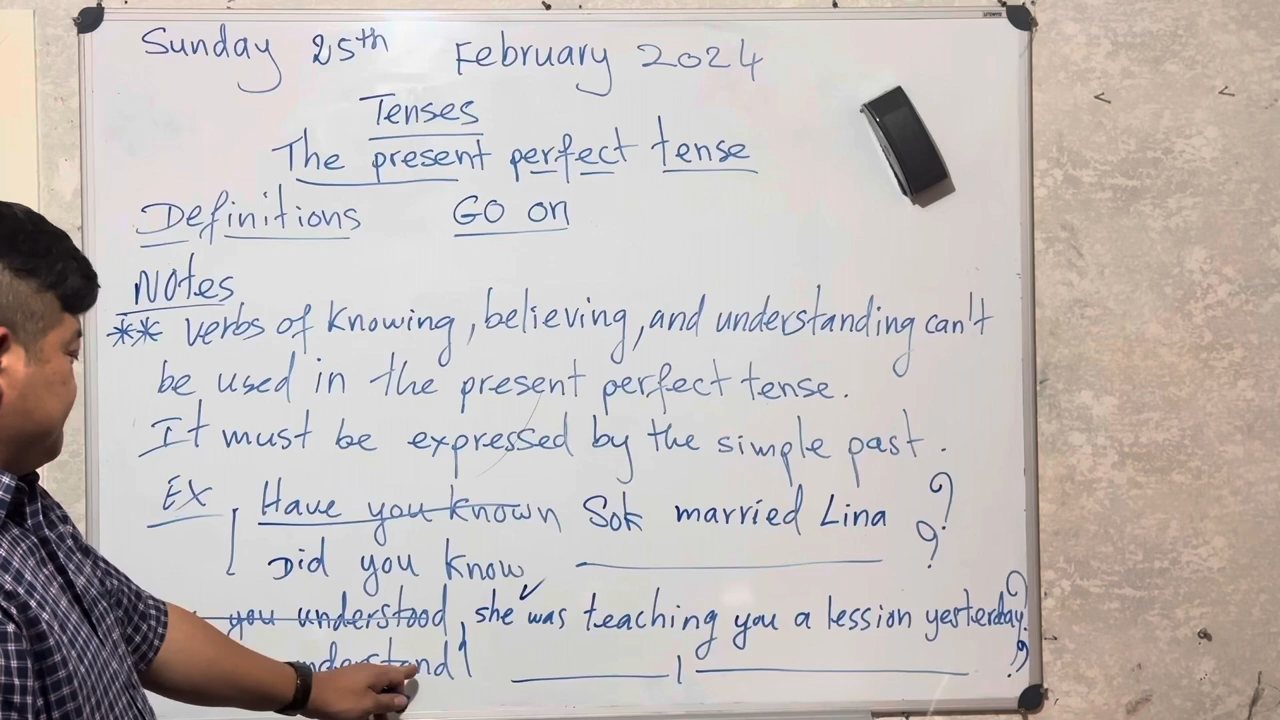 Sunday 25th February 2024
Tenses
The present perfect tense
Definitions GO on
Notes
** verbs of knowing, believing, and understanding can't
be used in the present perfect tense.
It must be expressed by the simple past.
EX Have you known Sok married Lina ?
Did you know ?
you understood, she was teaching you a lession yesterday?
understand ?